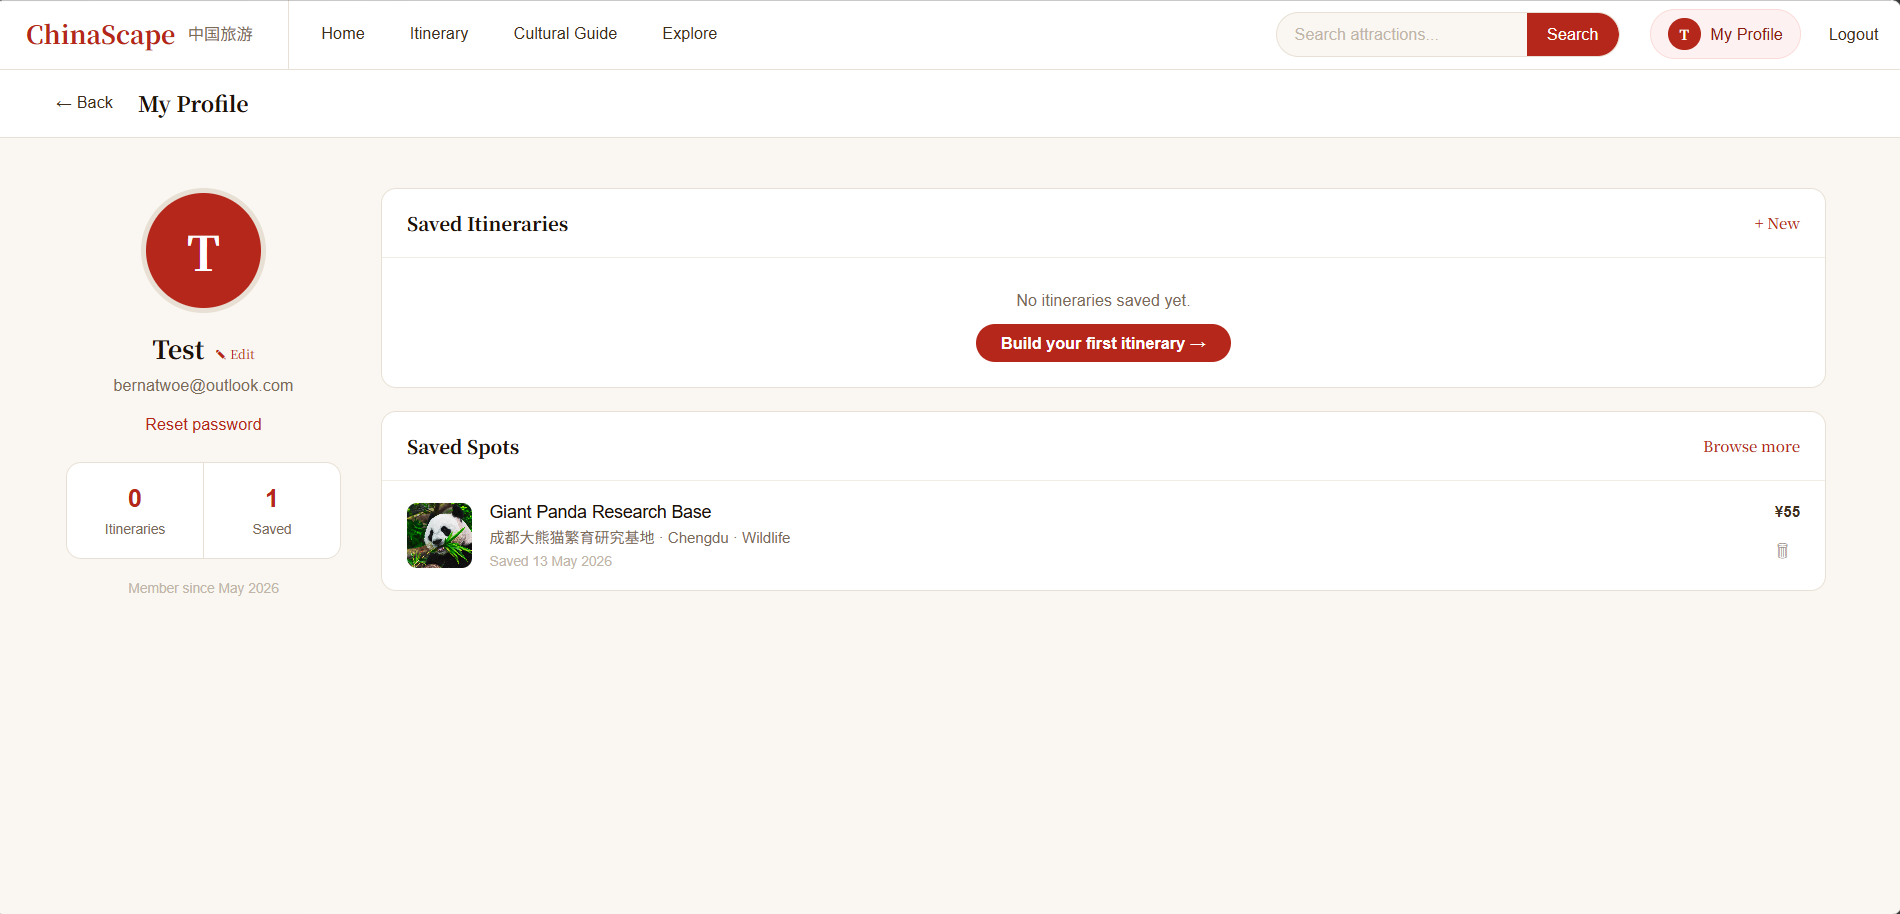 ChinaScape 中国旅游 Home Itinerary Cultural Guide Explore Search attractions... Search T My Profile Logout
← Back My Profile
T
Test Edit
bernatwoe@outlook.com
Reset password
0 1
Itineraries Saved
Member since May 2026
Saved Itineraries + New
No itineraries saved yet.
Build your first itinerary →
Saved Spots Browse more
Giant Panda Research Base ¥55
成都大熊猫繁育研究基地 · Chengdu · Wildlife
Saved 13 May 2026